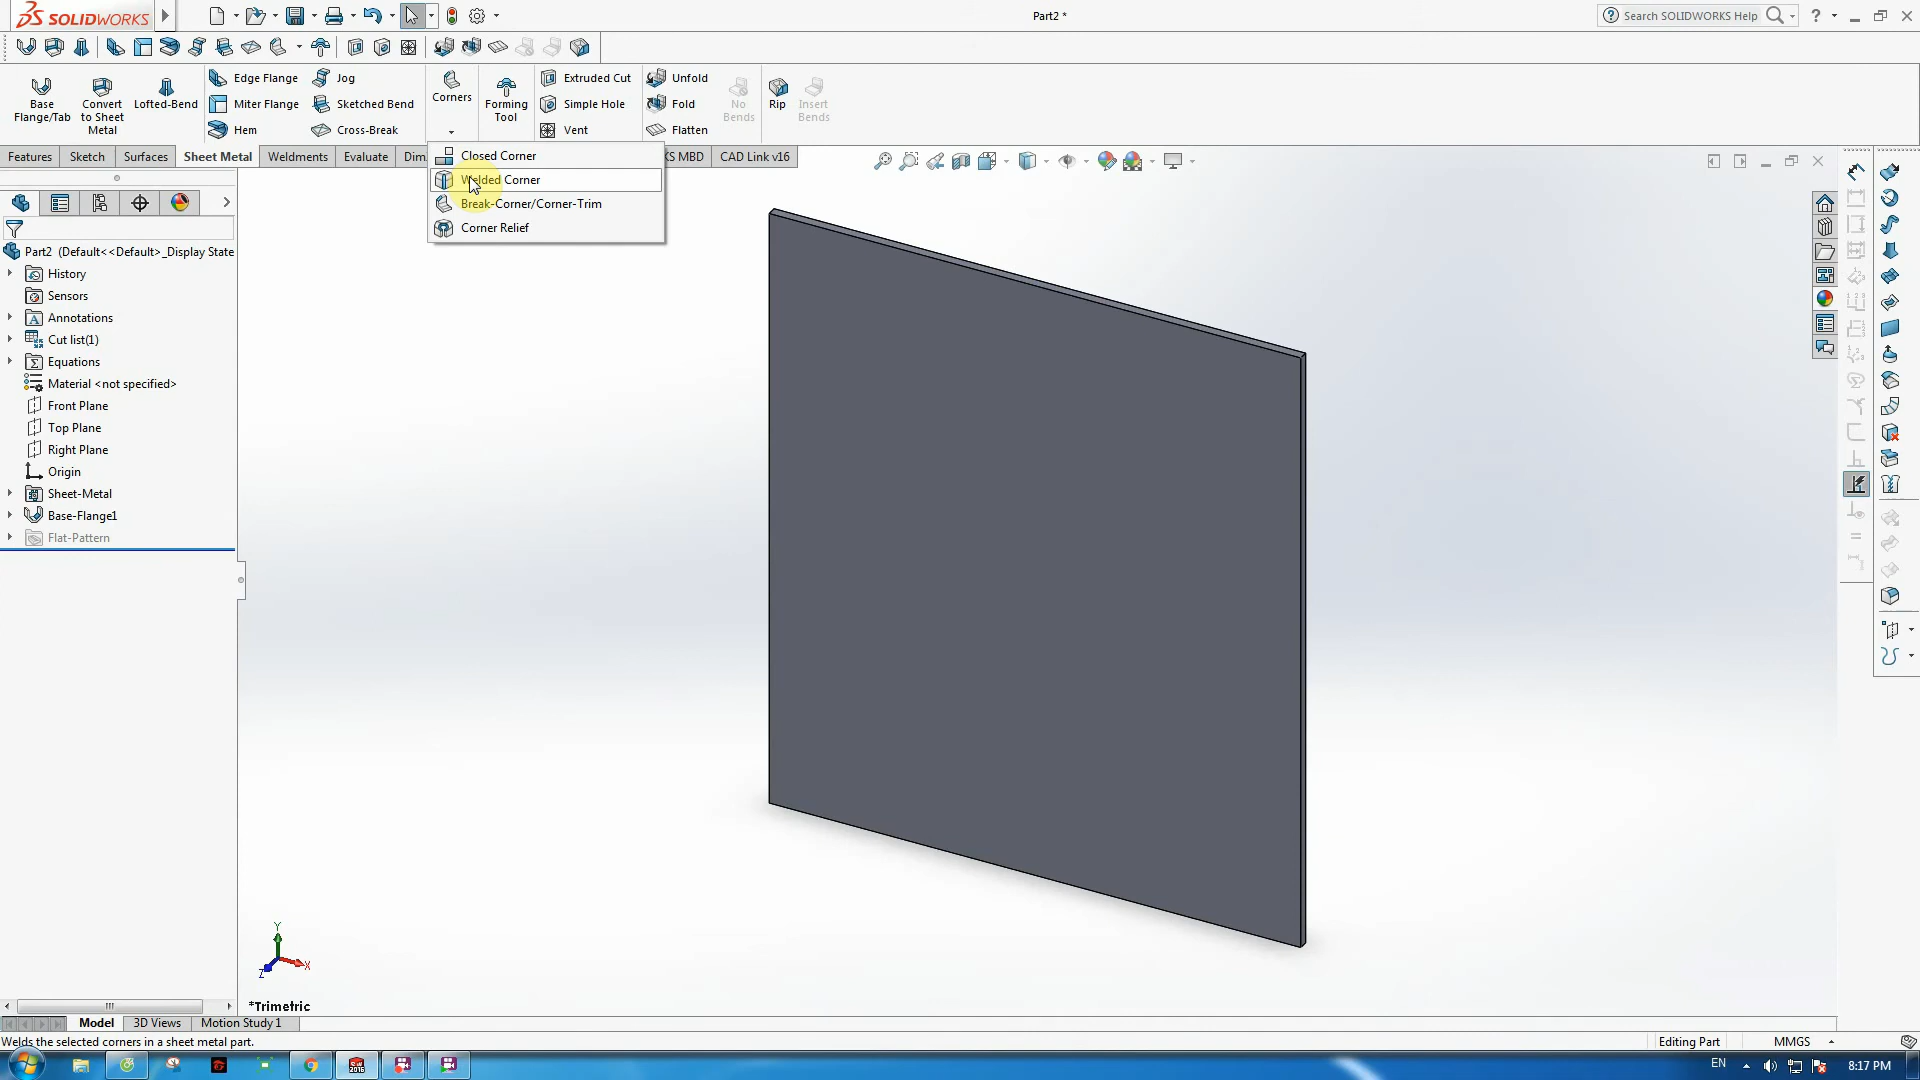 SOLIDWORKS
Part2 *
Search SOLIDWORKS Help
Base
Flange/Tab
Convert
to Sheet
Metal
Lofted-Bend
Edge Flange
Miter Flange
Hem
Jog
Sketched Bend
Cross-Break
Corners
Forming
Tool
Extruded Cut
Simple Hole
Vent
Unfold
Fold
Flatten
No
Bends
Rip
Insert
Bends
Features
Sketch
Surfaces
Sheet Metal
Weldments
Evaluate
Dim
KS MBD
CAD Link v16
Closed Corner
Welded Corner
Break-Corner/Corner-Trim
Corner Relief
Part2 (Default<<Default>_Display State
History
Sensors
Annotations
Cut list(1)
Equations
Material <not specified>
Front Plane
Top Plane
Right Plane
Origin
Sheet-Metal
Base-Flange1
Flat-Pattern
Y
X
Z
*Trimetric
Model
3D Views
Motion Study 1
Welds the selected corners in a sheet metal part.
Editing Part
MMGS
EN
8:17 PM